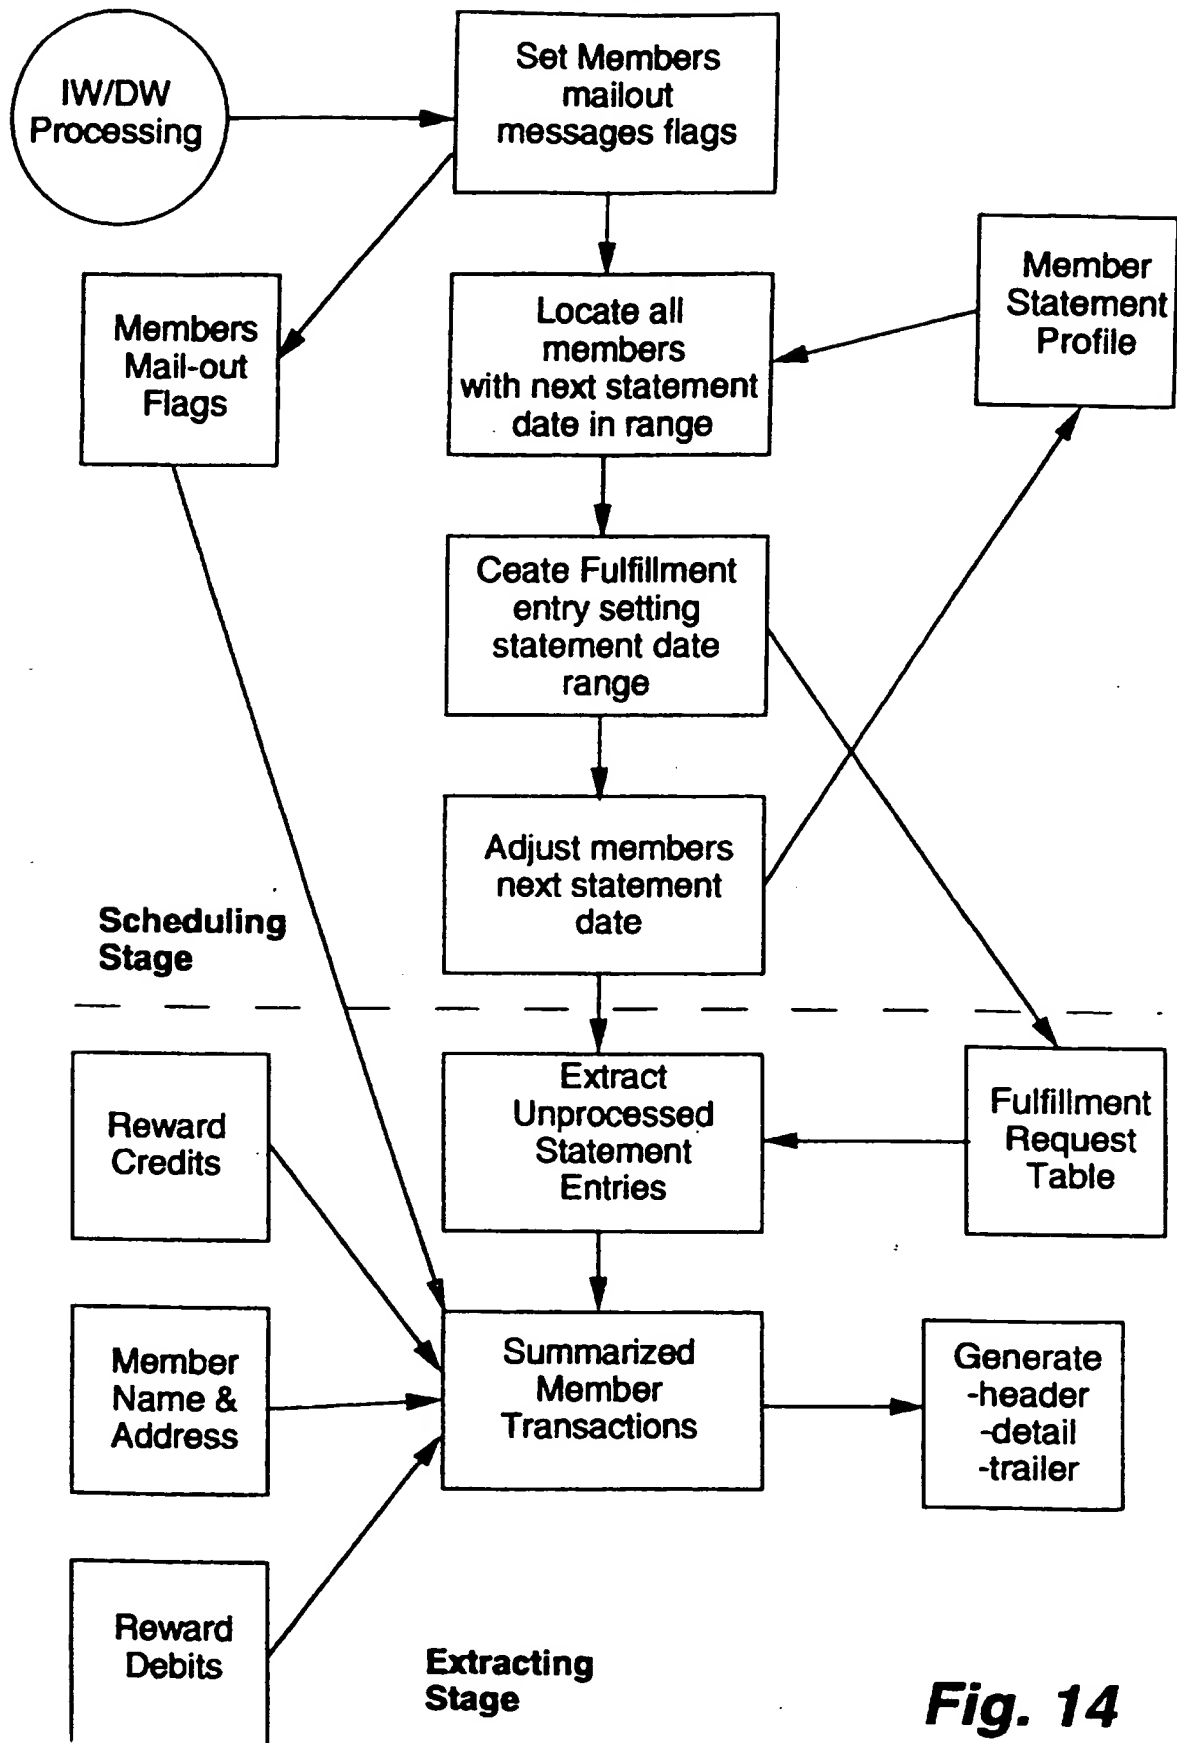 IW/DW
Processing
Set Members
mailout
messages flags
Members
Mail-out
Flags
Locate all
members
with next statement
date in range
Member
Statement
Profile
Ceate Fulfillment
entry setting
statement date
range
Adjust members
next statement
date
Scheduling
Stage
Reward
Credits
Extract
Unprocessed
Statement
Entries
Fulfillment
Request
Table
Member
Name &
Address
Summarized
Member
Transactions
Generate
-header
-detail
-trailer
Reward
Debits
Extracting
Stage
Fig. 14